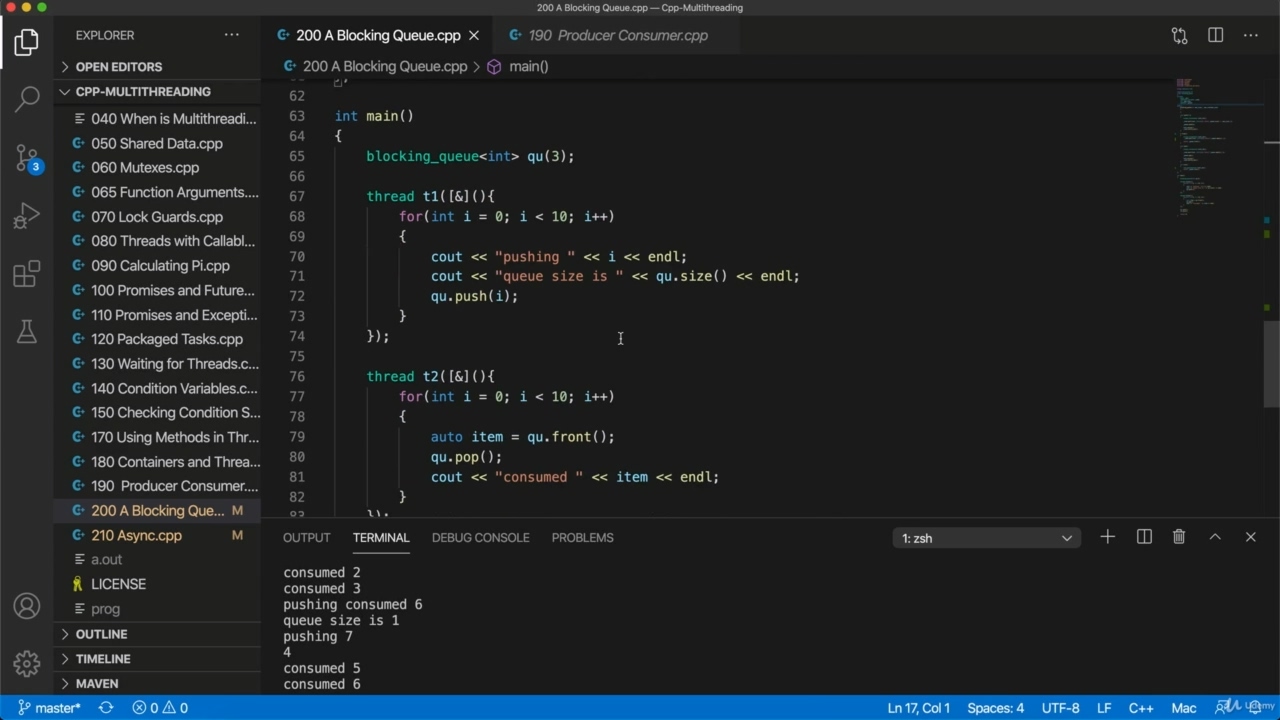 200 A Blocking Queue.cpp — Cpp-Multithreading
EXPLORER
OPEN EDITORS
CPP-MULTITHREADING
040 When is Multithreadi...
050 Shared Data.cpp
060 Mutexes.cpp
065 Function Arguments....
070 Lock Guards.cpp
080 Threads with Callabl...
090 Calculating Pi.cpp
100 Promises and Future...
110 Promises and Excepti...
120 Packaged Tasks.cpp
130 Waiting for Threads.c...
140 Condition Variables.c...
150 Checking Condition S...
170 Using Methods in Thr...
180 Containers and Threa...
190  Producer Consumer....
200 A Blocking Que... M
210 Async.cpp M
a.out
LICENSE
prog
OUTLINE
TIMELINE
MAVEN
3
200 A Blocking Queue.cpp
190  Producer Consumer.cpp
200 A Blocking Queue.cpp > main()
62
63 int main()
64 {
65     blocking_queue<int> qu(3);
66
67     thread t1([&](){
68         for(int i = 0; i < 10; i++)
69         {
70             cout << "pushing " << i << endl;
71             cout << "queue size is " << qu.size() << endl;
72             qu.push(i);
73         }
74     });
75
76     thread t2([&](){
77         for(int i = 0; i < 10; i++)
78         {
79             auto item = qu.front();
80             qu.pop();
81             cout << "consumed " << item << endl;
82         }
83     });
OUTPUT TERMINAL DEBUG CONSOLE PROBLEMS 1: zsh
consumed 2
consumed 3
pushing consumed 6
queue size is 1
pushing 7
4
consumed 5
consumed 6
master* 0 0 Ln 17, Col 1 Spaces: 4 UTF-8 LF C++ Mac
Udemy